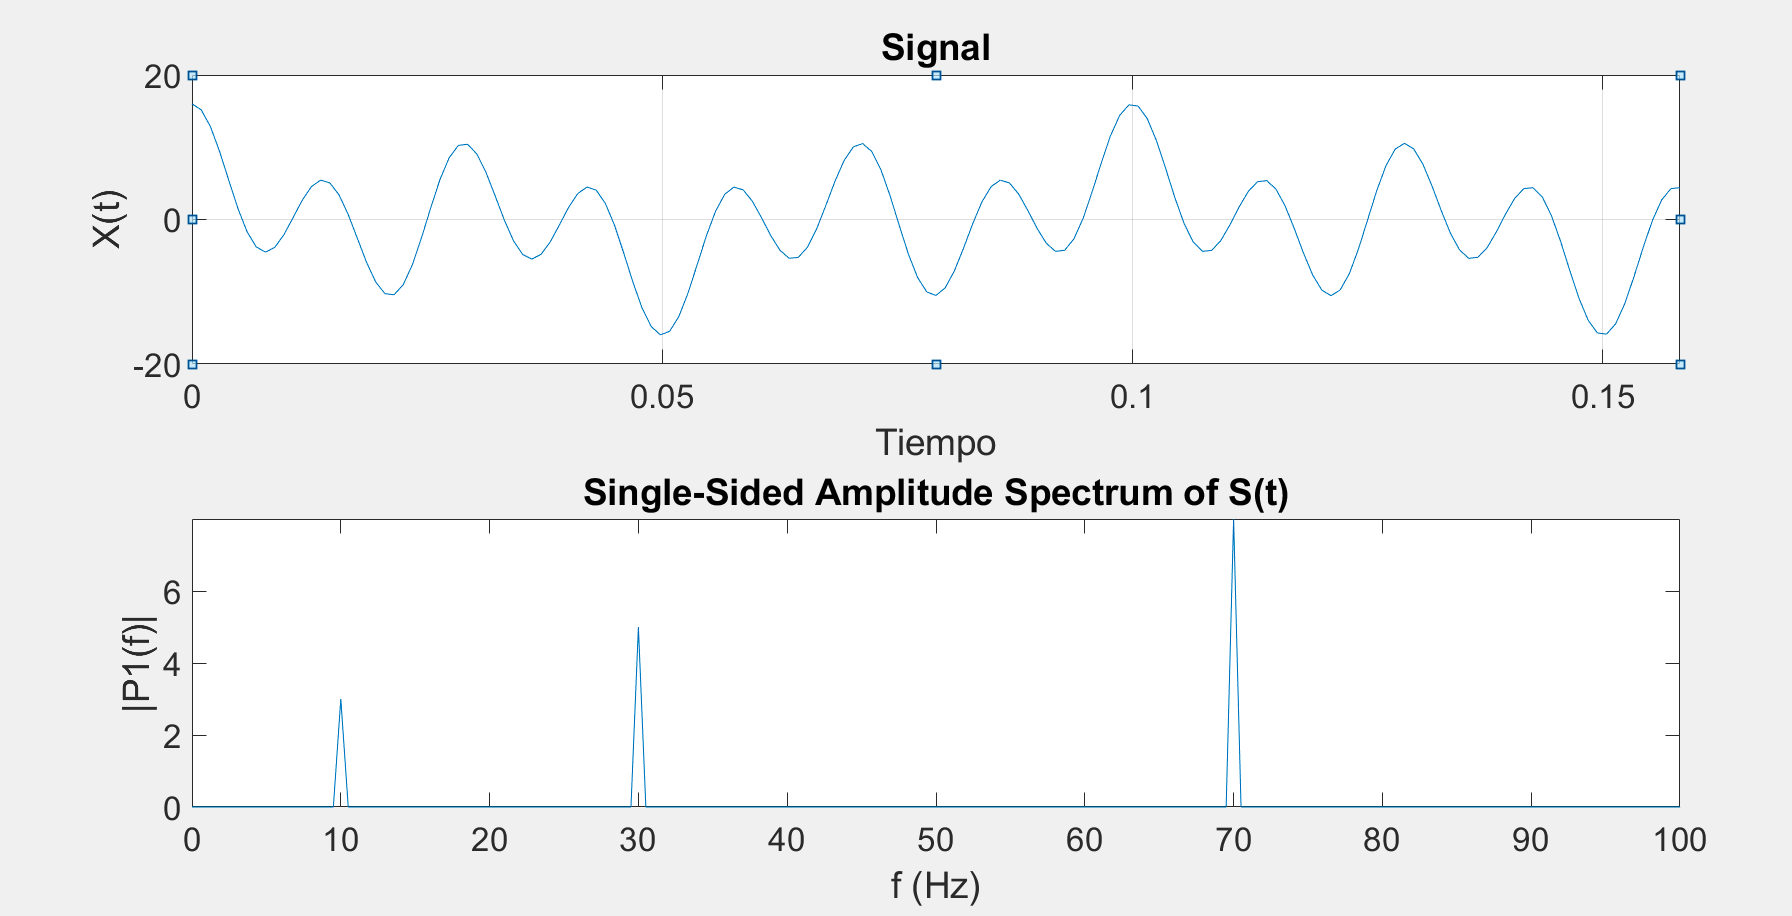 Signal
20
0
-20
X(t)
0 0.05 0.1 0.15
Tiempo
Single-Sided Amplitude Spectrum of S(t)
6
4
2
0
|P1(f)|
0 10 20 30 40 50 60 70 80 90 100
f (Hz)